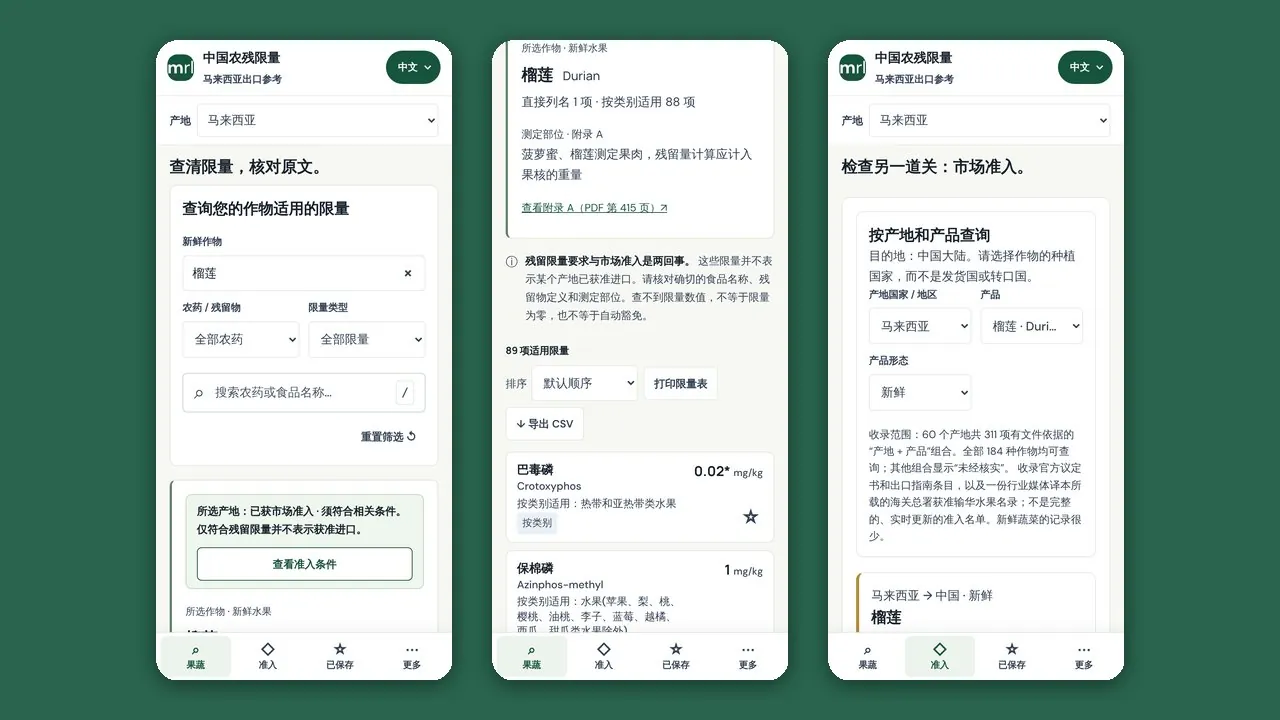 mrl
中国农残限量
马来西亚出口参考
中文
产地
马来西亚
查清限量，核对原文。
查询您的作物适用的限量
新鲜作物
榴莲
×
农药 / 残留物
限量类型
全部农药
全部限量
搜索农药或食品名称...
/
重置筛选
所选产地：已获市场准入 · 须符合相关条件。
仅符合残留限量并不表示获准进口。
查看准入条件
所选作物 · 新鲜水果
果蔬
准入
已保存
更多
所选作物 · 新鲜水果
榴莲 Durian
直接列名 1 项 · 按类别适用 88 项
测定部位 · 附录 A
菠萝蜜、榴莲测定果肉，残留量计算应计入
果核的重量
查看附录 A（PDF 第 415 页）↗
残留限量要求与市场准入是两回事。 这些限量并不表
示某个产地已获准进口。请核对确切的食品名称、残
留物定义和测定部位。查不到限量数值，不等于限量
为零，也不等于自动豁免。
89 项适用限量
排序
默认顺序
打印限量表
↓ 导出 CSV
巴毒磷
0.02* mg/kg
Crotoxyphos
按类别适用：热带和亚热带类水果
按类别
保棉磷
1 mg/kg
Azinphos-methyl
按类别适用：水果(苹果、梨、桃、
樱桃、油桃、李子、蓝莓、越橘、
西瓜、甜瓜类水果除外)
果蔬
准入
已保存
更多
mrl
中国农残限量
马来西亚出口参考
中文
产地
马来西亚
检查另一道关：市场准入。
按产地和产品查询
目的地：中国大陆。请选择作物的种植
国家，而不是发货国或转口国。
产地国家 / 地区
产品
马来西亚
榴莲 · Duri...
产品形态
新鲜
收录范围：60 个产地共 311 项有文件依据的
“产地 + 产品”组合。全部 184 种作物均可查
询；其他组合显示“未经核实”。 收录官方议定
书和出口指南条目，以及一份行业媒体译本所
载的海关总署获准输华水果名录；不是完整
的、实时更新的准入名单。新鲜蔬菜的记录很
少。
马来西亚 → 中国 · 新鲜
榴莲
果蔬
准入
已保存
更多